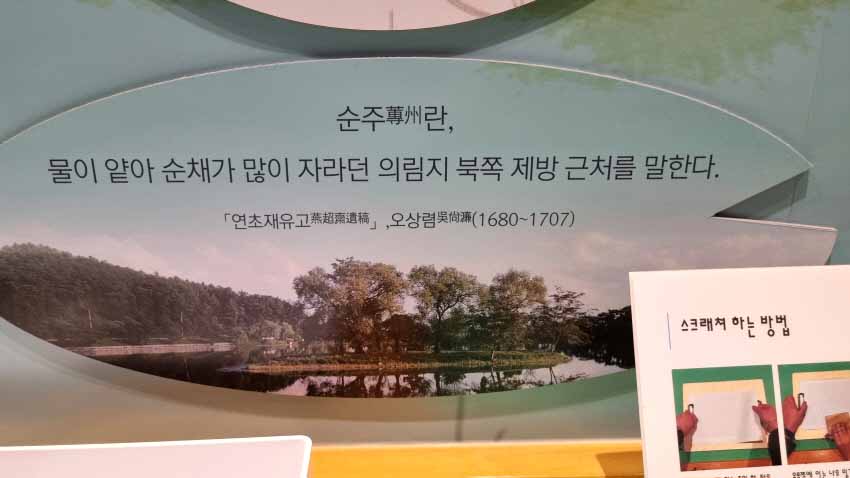 순주蓴州란,
물이 얕아 순채가 많이 자라던 의림지 북쪽 제방 근처를 말한다.
「연초재유고燕超齋遺稿」,오상렴吳尙濂(1680~1707)
스크래쳐 하는 방법